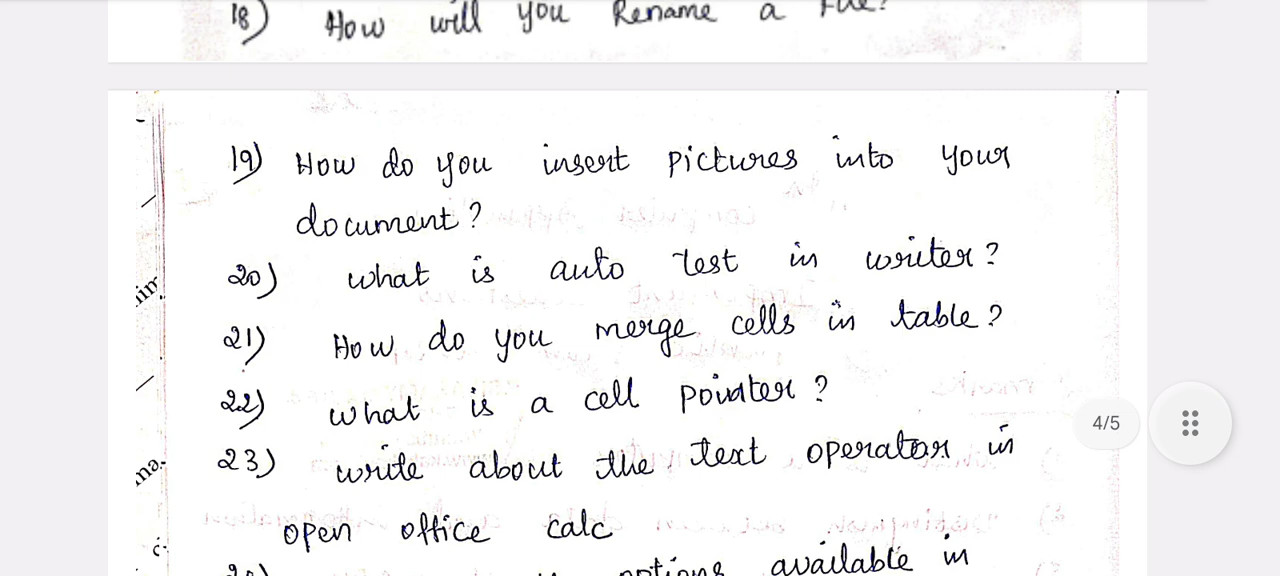 18) How will you Rename a File?
19) How do you insert pictures into your
document?
20) what is auto test in writer?
21) How do you merge cells in table?
22) what is a cell pointer?
4/5
23) write about the text operator in
open office calc
options available in